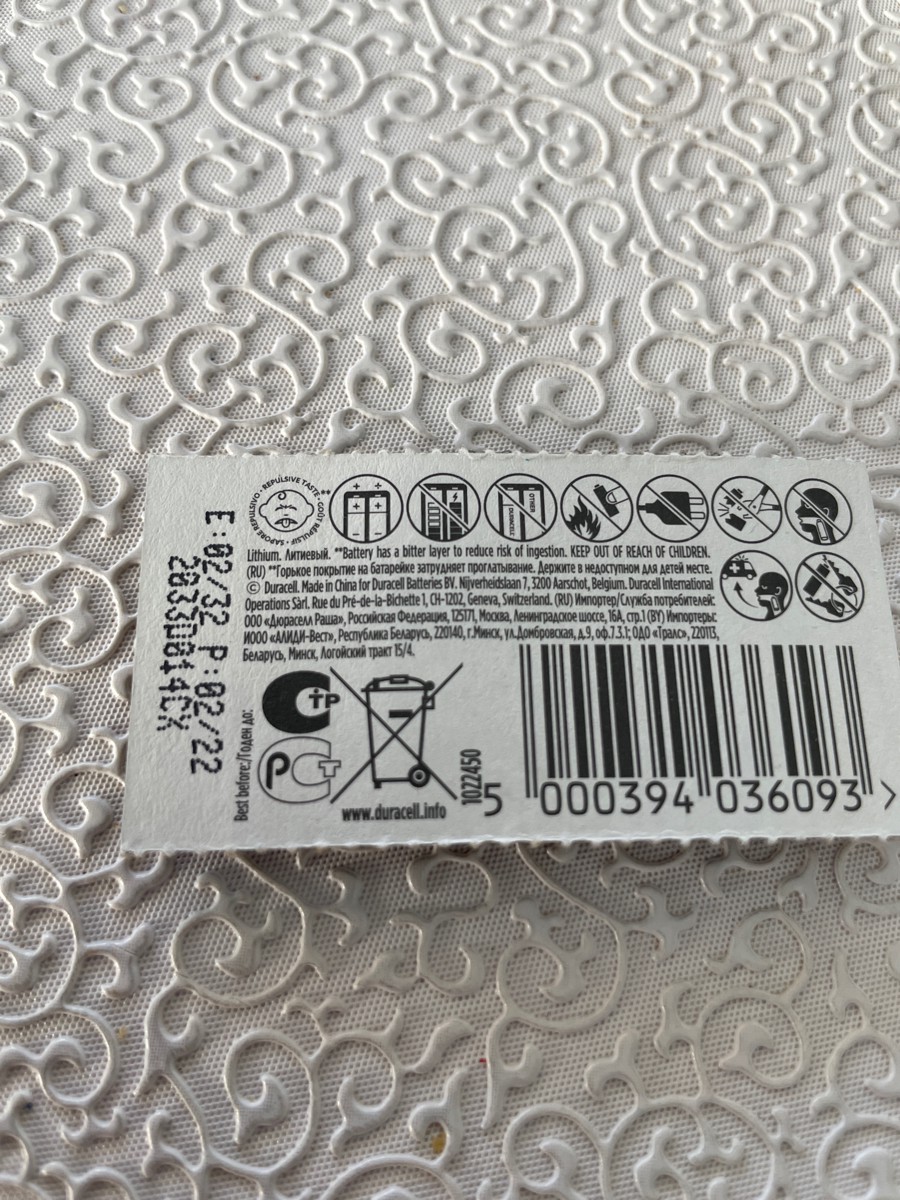 SAPORE REPULSIVO • REPULSIVE TASTE • GOÛT RÉPULSIF •
**
OTHER
DURACELL
Lithium. Литиевый. **Battery has a bitter layer to reduce risk of ingestion. KEEP OUT OF REACH OF CHILDREN.
(RU) **Горькое покрытие на батарейке затрудняет проглатывание. Держите в недоступном для детей месте.
© Duracell. Made in China for Duracell Batteries BV. Nijverheidslaan 7, 3200 Aarschot, Belgium. Duracell International
Operations Sàrl. Rue du Pré-de-la-Bichette 1, CH-1202, Geneva, Switzerland. (RU) Импортер/Служба потребителей:
ООО «Дюраселл Раша», Российская Федерация, 125171, Москва, Ленинградское шоссе, 16А, стр.1 (BY) Импортеры:
ИООО «АЛИДИ-Вест», Республика Беларусь, 220140, г.Минск, ул.Домбровская, д.9, оф.7.3.1; ОДО «Тралс», 220113,
Беларусь, Минск, Логойский тракт 15/4.
E:02/32 P:02/22
2033D014CX
Best before:/Годен до:
www.duracell.info
1022450
5 000394 036093 >